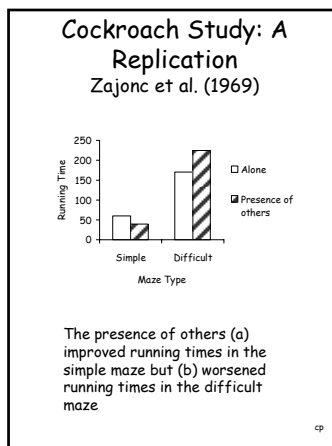 Cockroach Study: A
Replication
Zajonc et al. (1969)
250
200
150
100
50
0
Running Time
Simple
Difficult
Maze Type
Alone
Presence of
others
The presence of others (a)
improved running times in the
simple maze but (b) worsened
running times in the difficult
maze
cp